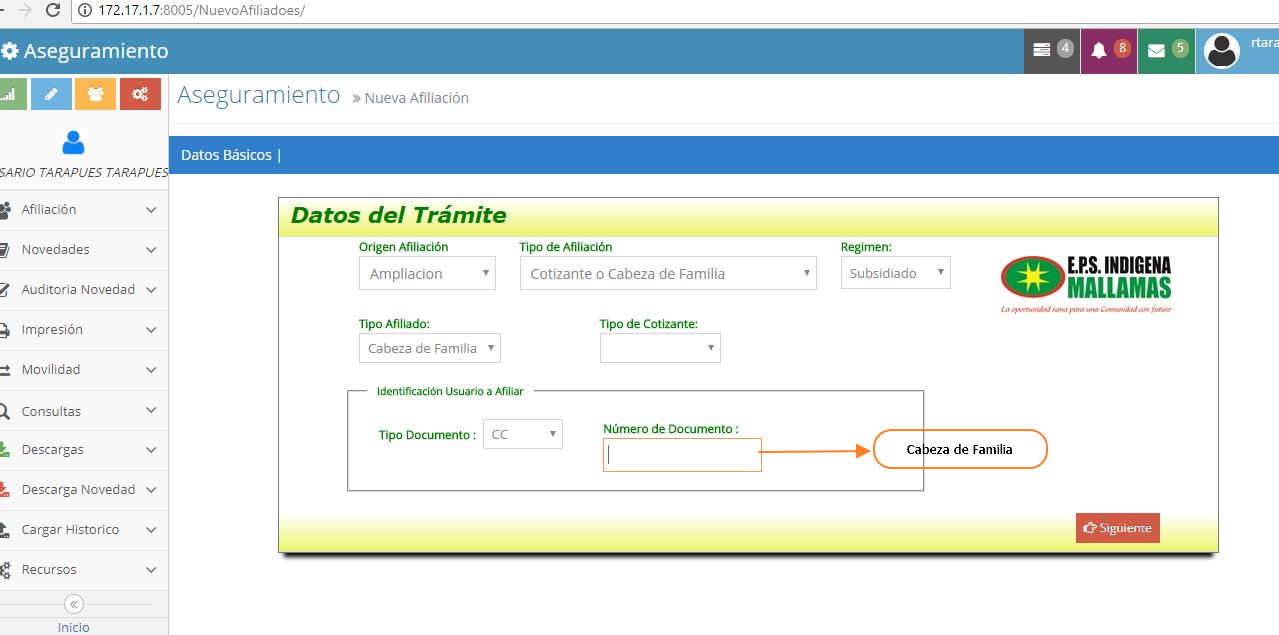 172.17.1.7:8005/NuevoAfiliadoes/
Aseguramiento
4
8
5
rtara
Aseguramiento » Nueva Afiliación
SARIO TARAPUES TARAPUES
Datos Básicos |
Afiliación
Novedades
Auditoria Novedad
Impresión
Movilidad
Consultas
Descargas
Descarga Novedad
Cargar Historico
Recursos
«
Inicio
Datos del Trámite
Origen Afiliación
Tipo de Afiliación
Regimen:
Ampliacion
Cotizante o Cabeza de Familia
Subsidiado
E.P.S. INDIGENA
MALLAMAS
La oportunidad sana para una Comunidad con futuro
Tipo Afiliado:
Tipo de Cotizante:
Cabeza de Familia
Identificación Usuario a Afiliar
Tipo Documento :
CC
Número de Documento :
Cabeza de Familia
Siguiente